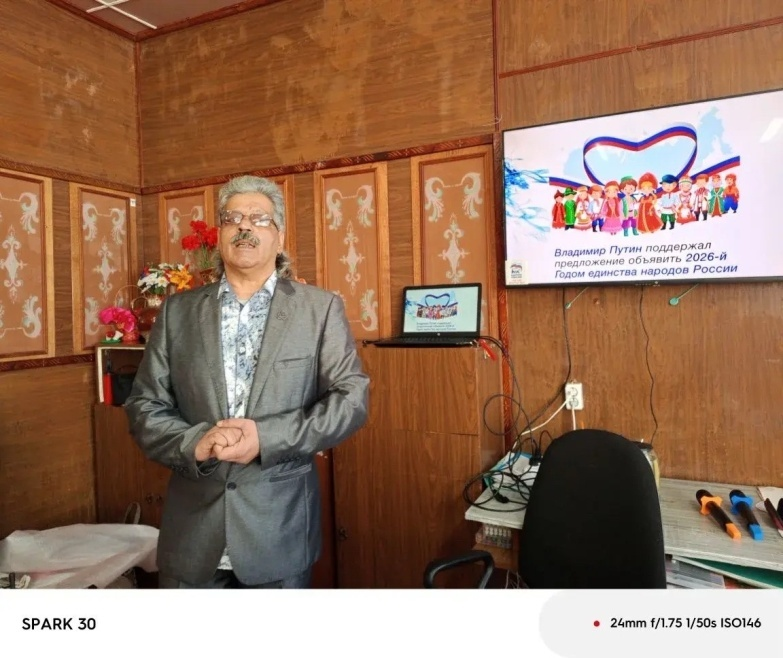 Владимир Путин поддержал
предложение объявить 2026-й
Годом единства народов России
SPARK 30
24mm f/1.75 1/50s ISO146